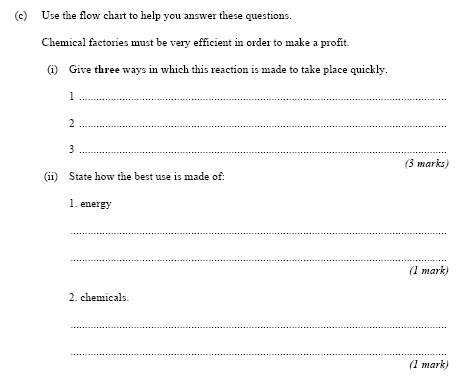 (c) Use the flow chart to help you answer these questions.
Chemical factories must be very efficient in order to make a profit.
(i) Give three ways in which this reaction is made to take place quickly.
1 ..............................................................................................................
2 ..............................................................................................................
3 ..............................................................................................................
(3 marks)
(ii) State how the best use is made of:
1. energy
..............................................................................................................
..............................................................................................................
(1 mark)
2. chemicals.
..............................................................................................................
..............................................................................................................
(1 mark)